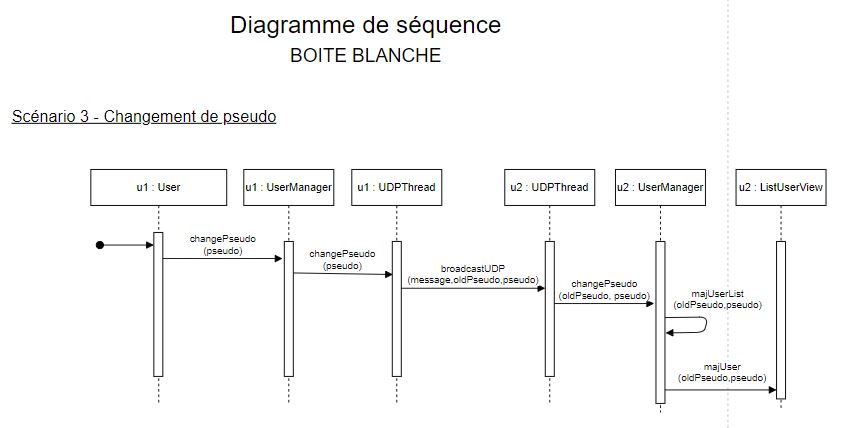 Diagramme de séquence
BOITE BLANCHE
Scénario 3 - Changement de pseudo
u1 : User
u1 : UserManager
u1 : UDPThread
u2 : UDPThread
u2 : UserManager
u2 : ListUserView
changePseudo
(pseudo)
changePseudo
(pseudo)
broadcastUDP
(message,oldPseudo,pseudo)
changePseudo
(oldPseudo, pseudo)
majUserList
(oldPseudo,pseudo)
majUser
(oldPseudo,pseudo)